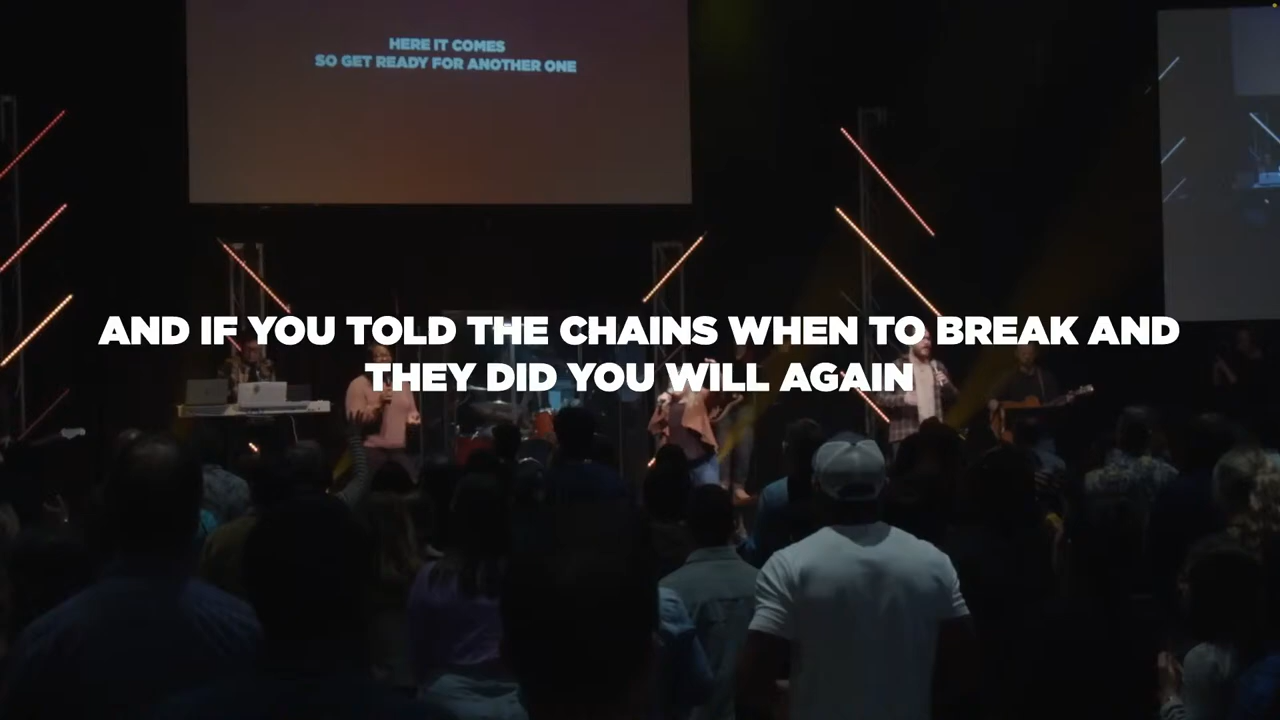 HERE IT COMES
SO GET READY FOR ANOTHER ONE
AND IF YOU TOLD THE CHAINS WHEN TO BREAK AND
THEY DID YOU WILL AGAIN